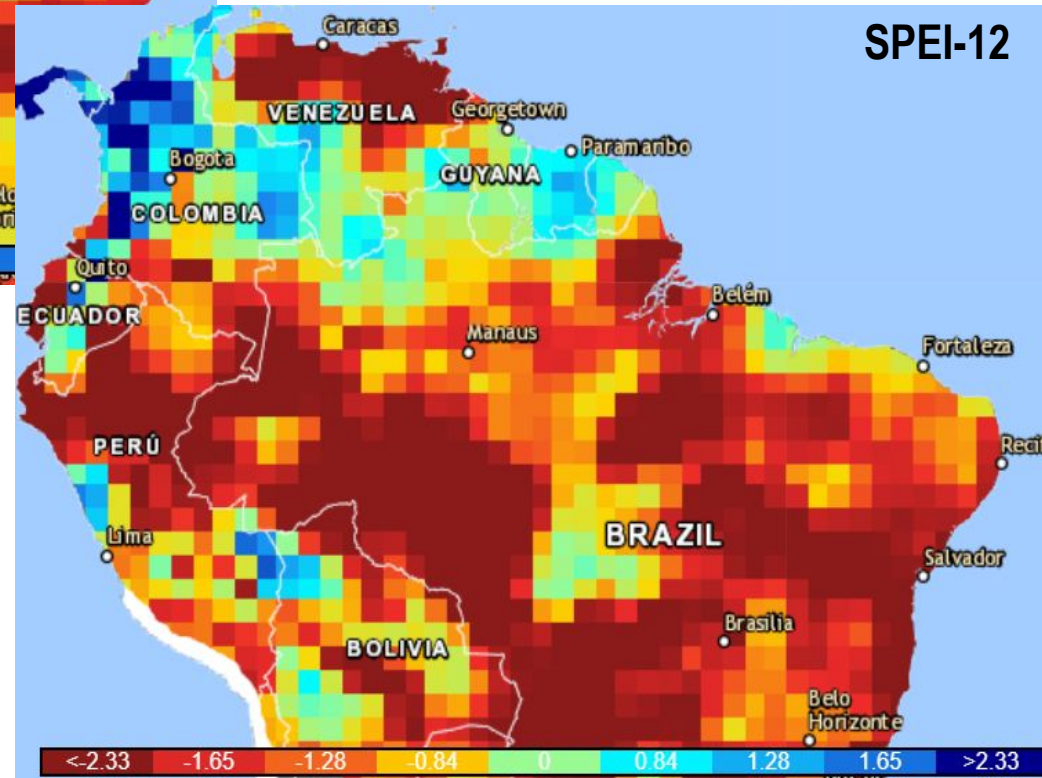 SPEI-12
Caracas
VENEZUELA
Georgetown
Paramaribo
GUYANA
Bogota
COLOMBIA
Quito
ECUADOR
Belém
Manaus
Fortaleza
PERÚ
Reci
BRAZIL
Lima
Salvador
Brasilia
BOLIVIA
Belo
Horizonte
<-2.33 -1.65 -1.28 -0.84 0 0.84 1.28 1.65 >2.33